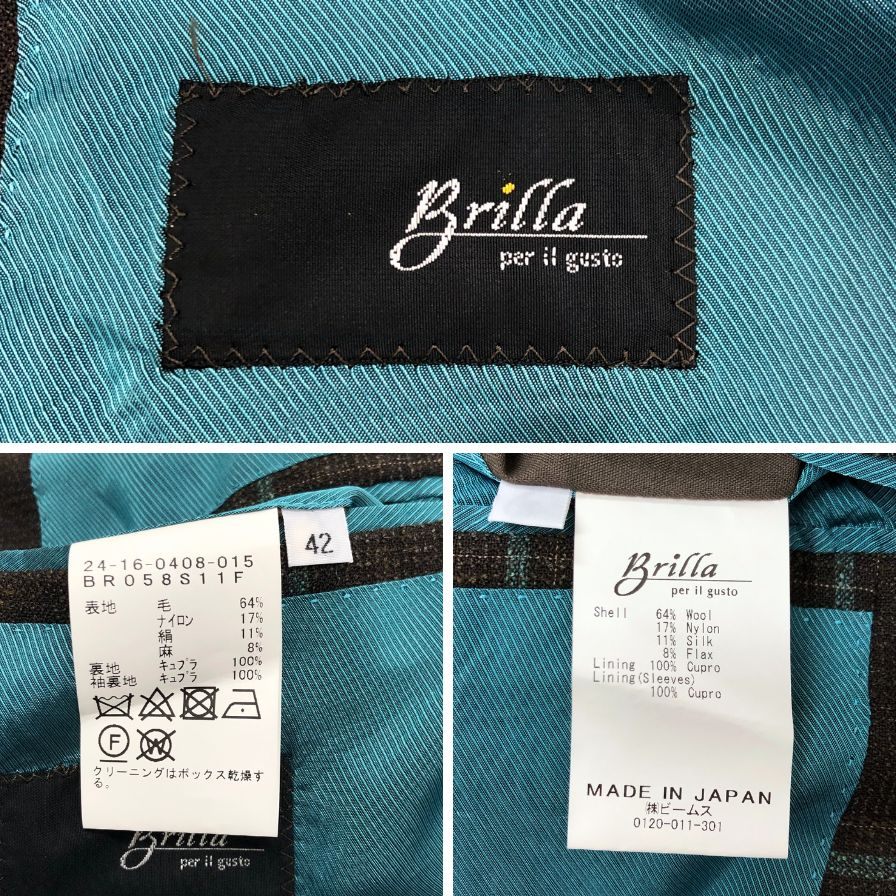 Brilla
per il gusto
24-16-0408-015
BR058S11F
42
表地 毛 64%
ナイロン 17%
絹 11%
麻 8%
裏地 キュプラ 100%
袖裏地 キュプラ 100%
F
W
クリーニングはボックス乾燥す
る。
Brilla
per il gusto
Brilla
per il gusto
Shell 64% Wool
17% Nylon
11% Silk
8% Flax
Lining 100% Cupro
Lining(Sleeves)
100% Cupro
MADE IN JAPAN
㈱ビームス
0120-011-301